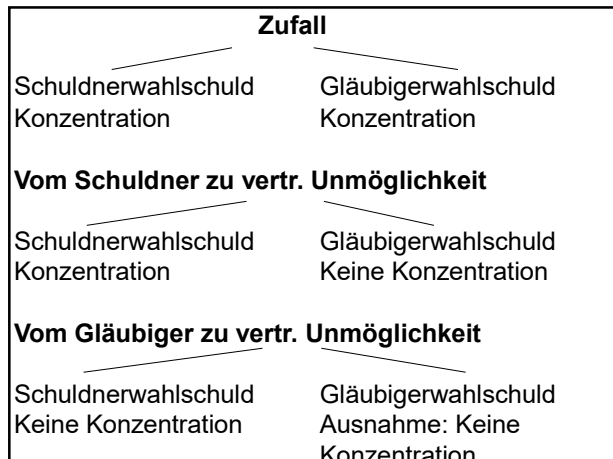 Zufall
Schuldnerwahlschuld Gläubigerwahlschuld
Konzentration Konzentration
Vom Schuldner zu vertr. Unmöglichkeit
Schuldnerwahlschuld Gläubigerwahlschuld
Konzentration Keine Konzentration
Vom Gläubiger zu vertr. Unmöglichkeit
Schuldnerwahlschuld Gläubigerwahlschuld
Keine Konzentration Ausnahme: Keine
Konzentration